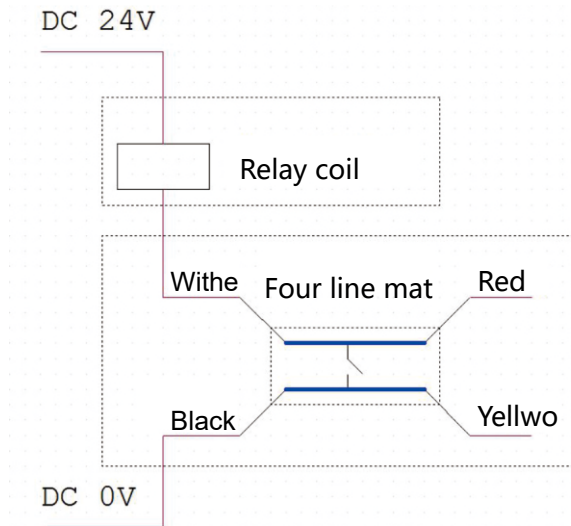 DC 24V
Relay coil
Withe
Four line mat
Red
Black
Yellwo
DC 0V